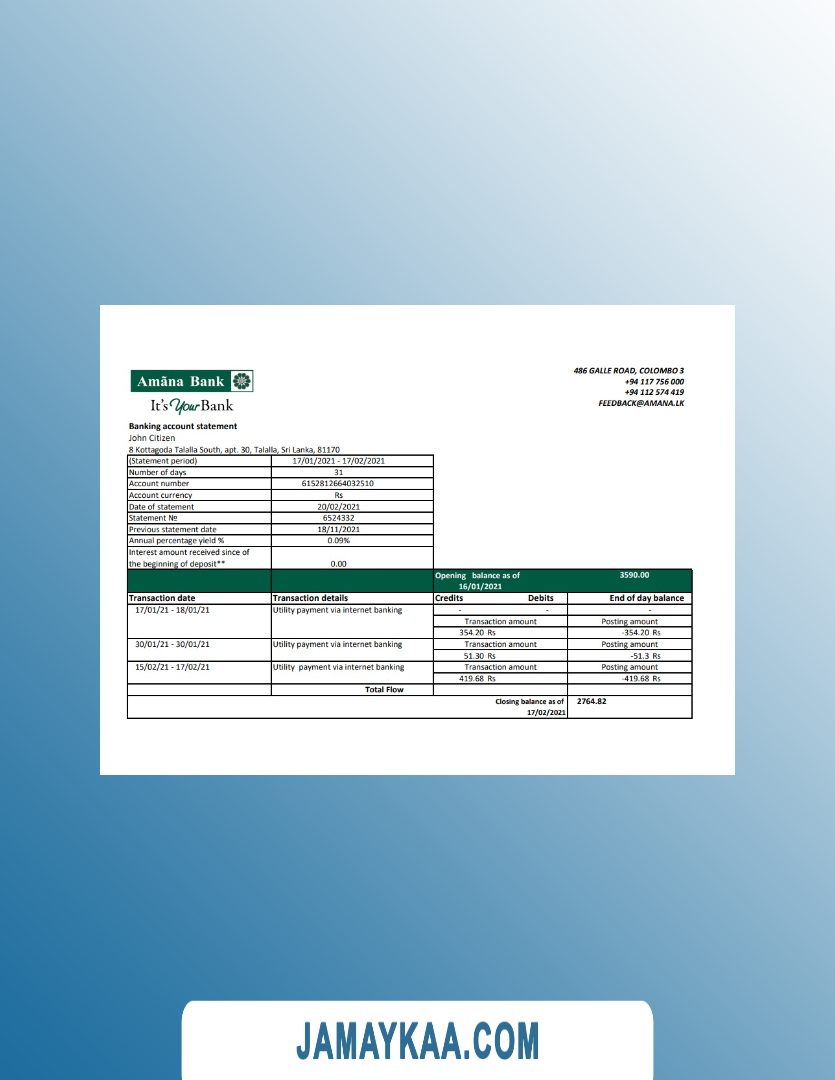 Amãna Bank
It's Your Bank
486 GALLE ROAD, COLOMBO 3
+94 117 756 000
+94 112 574 419
FEEDBACK@AMANA.LK
Banking account statement
John Citizen
8 Kottagoda Talalla South, apt. 30, Talalla, Sri Lanka, 81170
(Statement period) 17/01/2021 - 17/02/2021
Number of days 31
Account number 6152812664032510
Account currency Rs
Date of statement 20/02/2021
Statement № 6524332
Previous statement date 18/11/2021
Annual percentage yield % 0.09%
Interest amount received since of
the beginning of deposit** 0.00
Opening balance as of 3590.00
16/01/2021
Transaction date Transaction details Credits Debits End of day balance
17/01/21 - 18/01/21 Utility payment via internet banking - - -
Transaction amount Posting amount
354.20 Rs -354.20 Rs
30/01/21 - 30/01/21 Utility payment via internet banking Transaction amount Posting amount
51.30 Rs -51.3 Rs
15/02/21 - 17/02/21 Utility payment via internet banking Transaction amount Posting amount
419.68 Rs -419.68 Rs
Total Flow
Closing balance as of 2764.82
17/02/2021
JAMAYKAA.COM